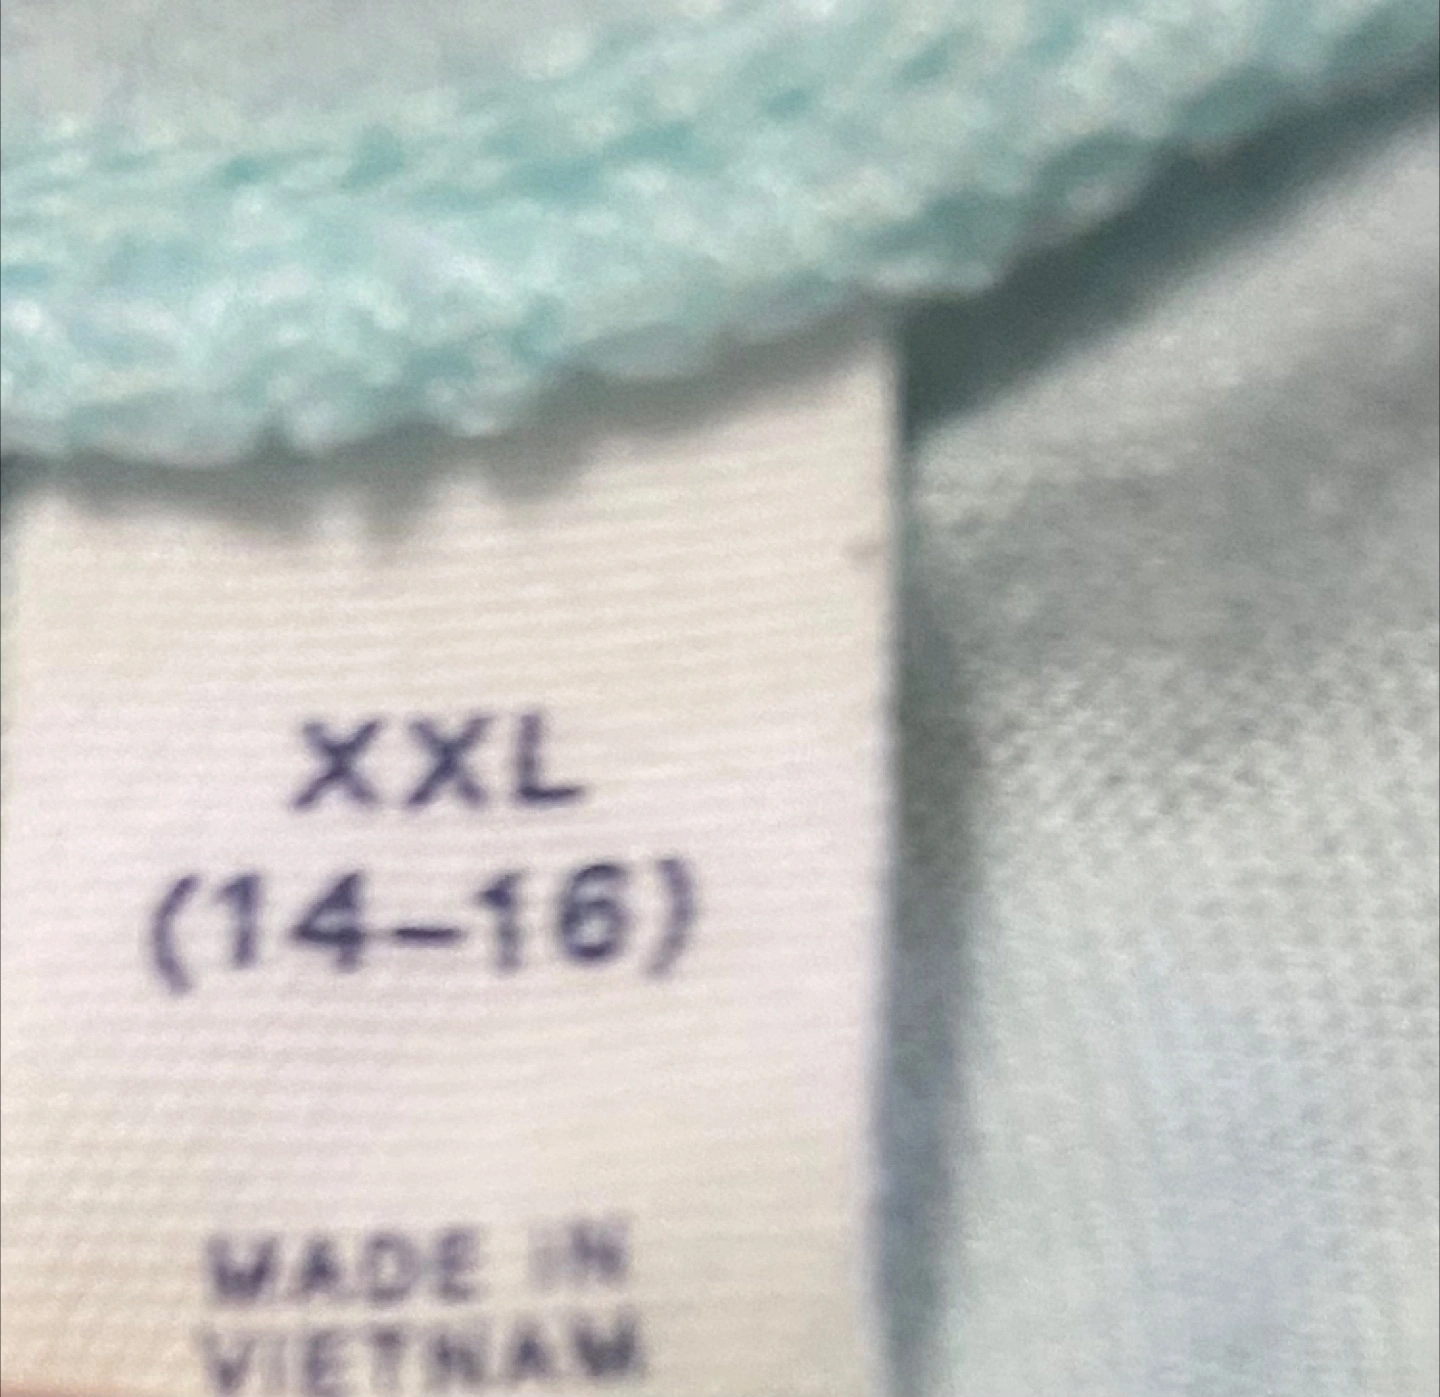 XXL
(14–16)
MADE IN
VIETNAM